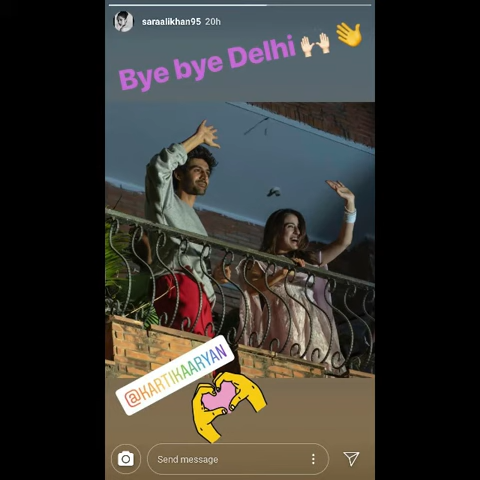 saraalikhan95 20h
Bye bye Delhi 🙌🏻 👋
@KARTIKAARYAN
Send message